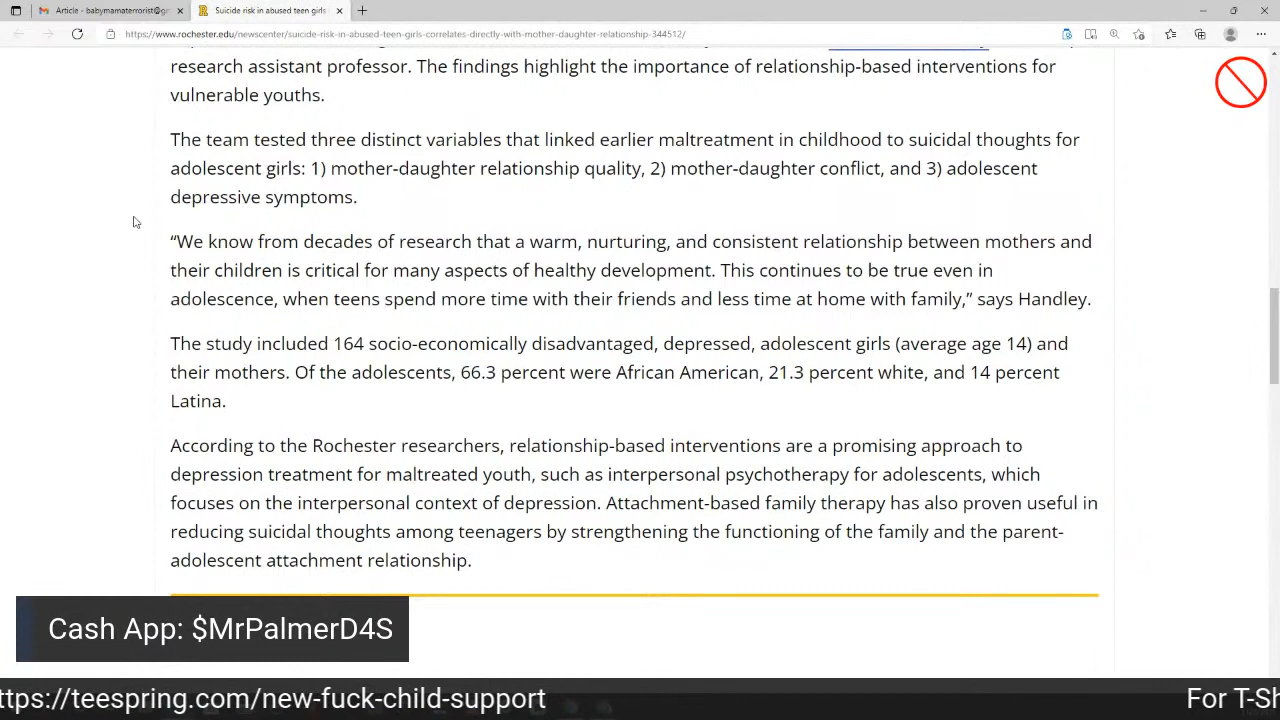 Article - babymamaterrorist@gr
Suicide risk in abused teen girls
https://www.rochester.edu/newscenter/suicide-risk-in-abused-teen-girls-correlates-directly-with-mother-daughter-relationship-344512/
research assistant professor. The findings highlight the importance of relationship-based interventions for
vulnerable youths.
The team tested three distinct variables that linked earlier maltreatment in childhood to suicidal thoughts for
adolescent girls: 1) mother-daughter relationship quality, 2) mother-daughter conflict, and 3) adolescent
depressive symptoms.
“We know from decades of research that a warm, nurturing, and consistent relationship between mothers and
their children is critical for many aspects of healthy development. This continues to be true even in
adolescence, when teens spend more time with their friends and less time at home with family,” says Handley.
The study included 164 socio-economically disadvantaged, depressed, adolescent girls (average age 14) and
their mothers. Of the adolescents, 66.3 percent were African American, 21.3 percent white, and 14 percent
Latina.
According to the Rochester researchers, relationship-based interventions are a promising approach to
depression treatment for maltreated youth, such as interpersonal psychotherapy for adolescents, which
focuses on the interpersonal context of depression. Attachment-based family therapy has also proven useful in
reducing suicidal thoughts among teenagers by strengthening the functioning of the family and the parent-
adolescent attachment relationship.
Cash App: $MrPalmerD4S
ttps://teespring.com/new-fuck-child-support For T-Sh